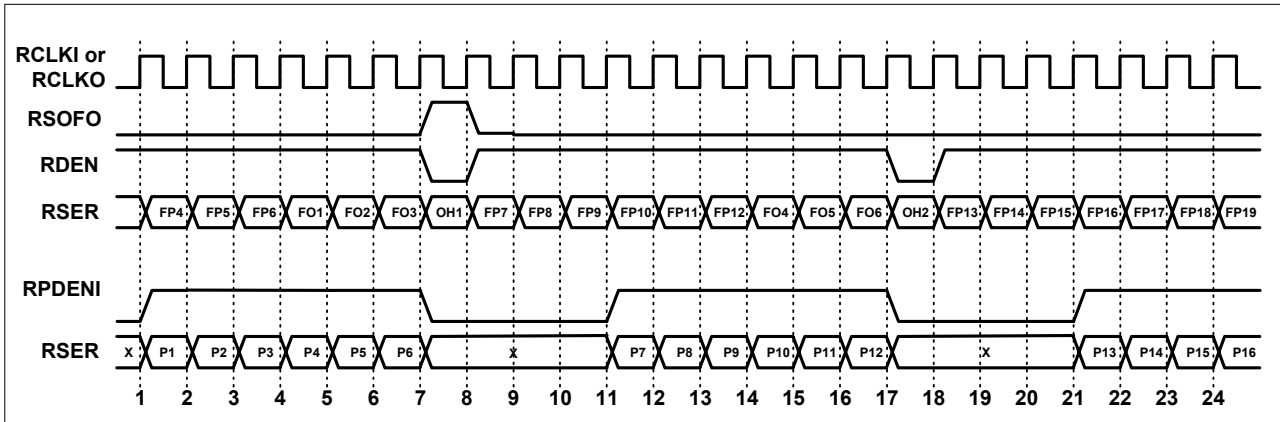 RCLKI or
RCLKO
RSOFO
RDEN
RSER FP4 FP5 FP6 FO1 FO2 FO3 OH1 FP7 FP8 FP9 FP10 FP11 FP12 FO4 FO5 FO6 OH2 FP13 FP14 FP15 FP16 FP17 FP18 FP19
RPDENI
RSER X P1 P2 P3 P4 P5 P6 X P7 P8 P9 P10 P11 P12 X P13 P14 P15 P16
1 2 3 4 5 6 7 8 9 10 11 12 13 14 15 16 17 18 19 20 21 22 23 24